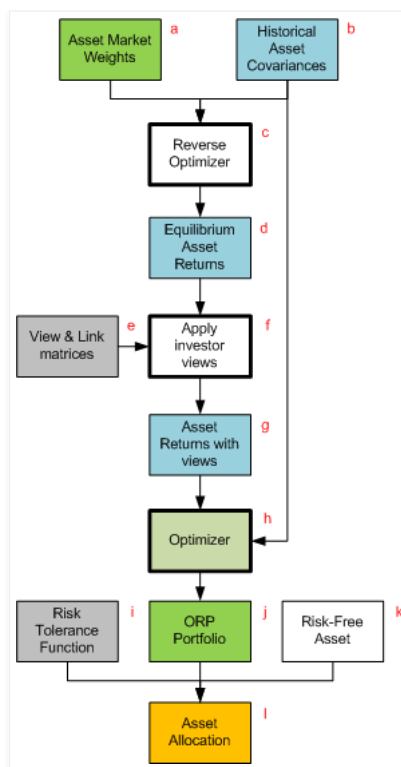 Asset Market
Weights
a
Historical
Asset
Covariances
b
Reverse
Optimizer
c
Equilibrium
Asset
Returns
d
View & Link
matrices
e
Apply
investor
views
f
Asset
Returns with
views
g
Optimizer
h
Risk
Tolerance
Function
i
ORP
Portfolio
j
Risk-Free
Asset
k
Asset
Allocation
l